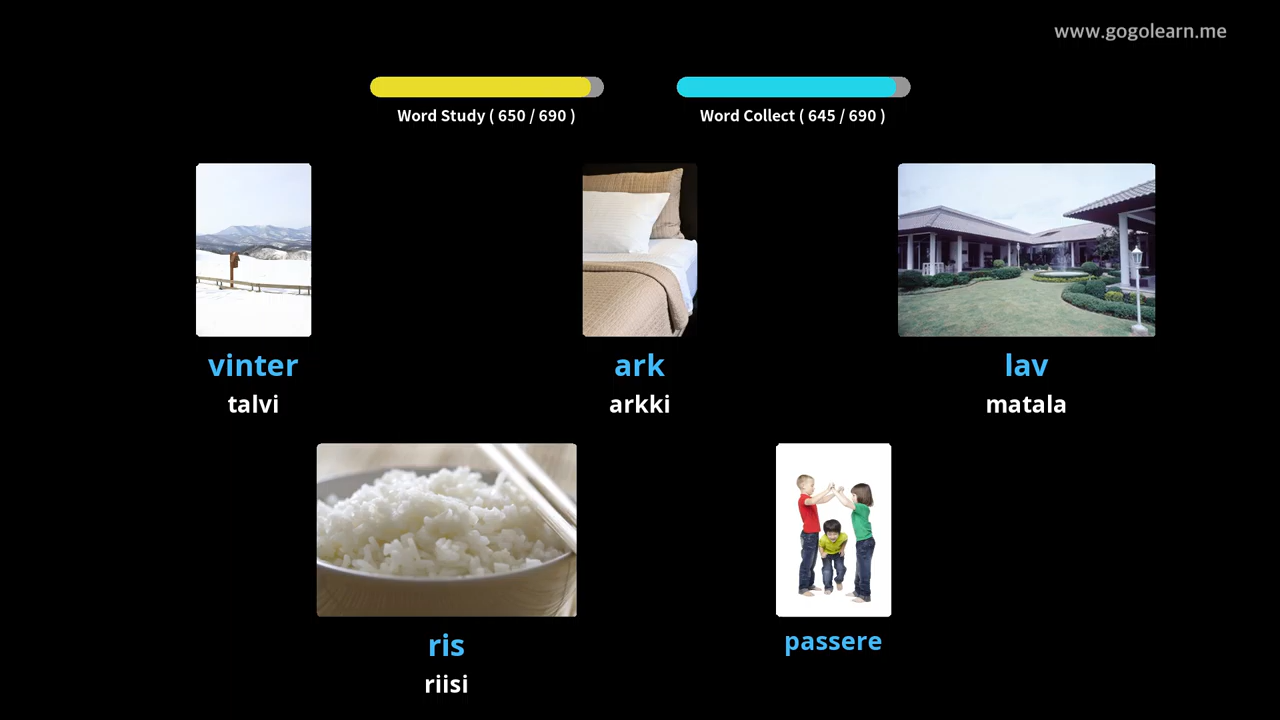 www.gogolearn.me
Word Study ( 650 / 690 )
Word Collect ( 645 / 690 )
vinter
talvi
ark
arkki
lav
matala
ris
riisi
passere